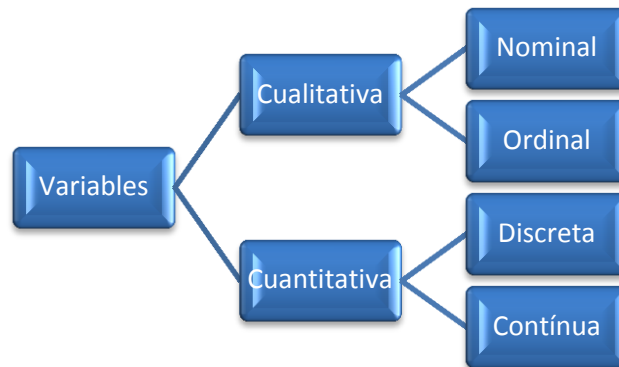 Variables
Cualitativa
Nominal
Ordinal
Cuantitativa
Discreta
Contínua